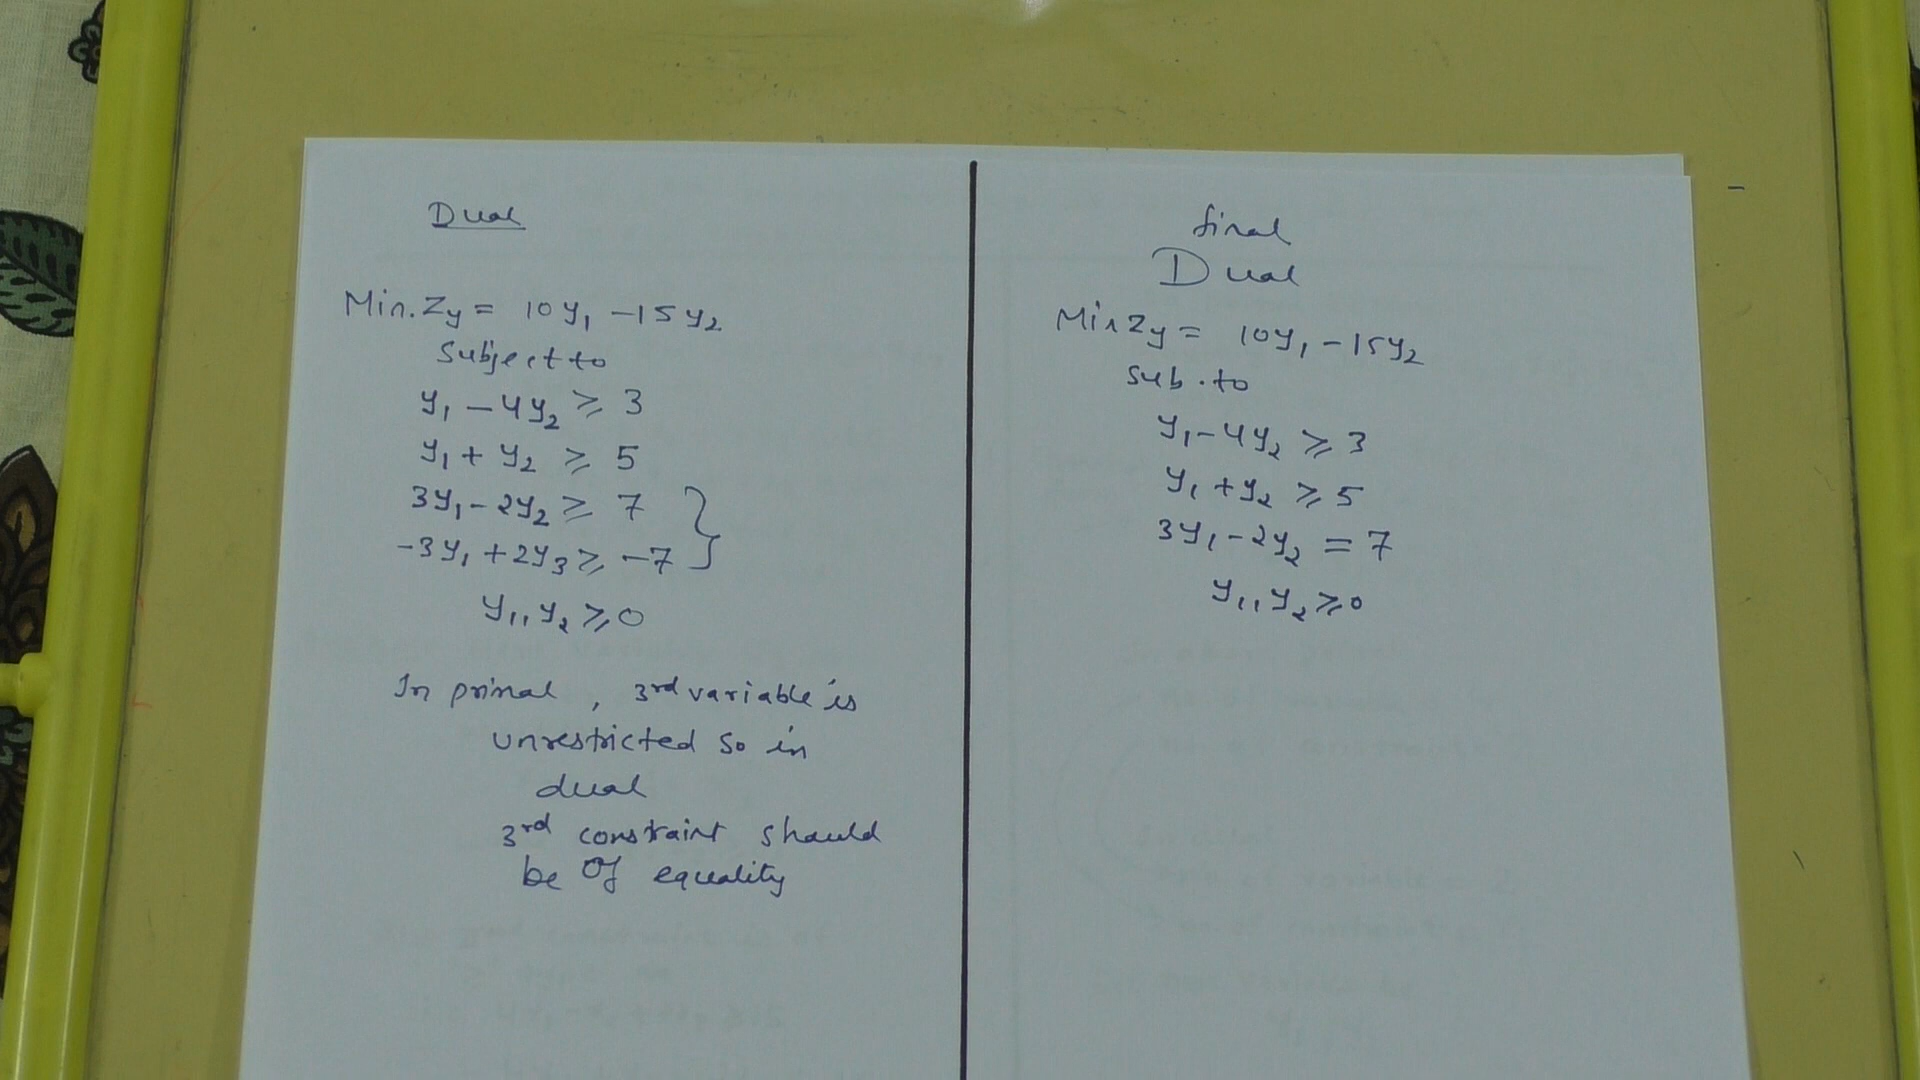 Dual
Min. Zy = 10y₁ - 15y₂
Subject to
y₁ - 4y₂ ≥ 3
y₁ + y₂ ≥ 5
3y₁ - 2y₂ ≥ 7
-3y₁ + 2y₃ ≥ -7
y₁, y₂ ≥ 0
In primal, 3rd variable is
unrestricted so in
dual
3rd constraint should
be Of equality
final
Dual
Min Zy = 10y₁ - 15y₂
Sub. to
y₁ - 4y₂ ≥ 3
y₁ + y₂ ≥ 5
3y₁ - 2y₂ = 7
y₁, y₂ ≥ 0